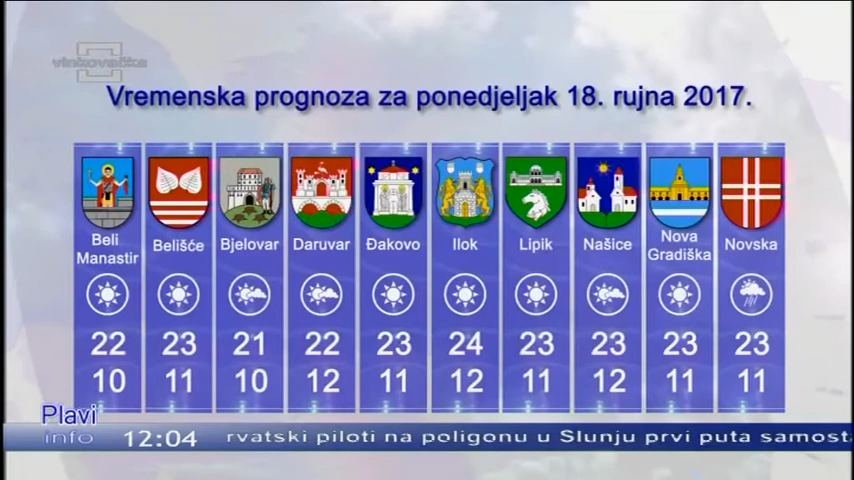 vinkovačka
Vremenska prognoza za ponedjeljak 18. rujna 2017.
Beli Manastir
Belišće
Bjelovar
Daruvar
Đakovo
Ilok
Lipik
Našice
Nova Gradiška
Novska
22 23 21 22 23 24 23 23 23 23
10 11 10 12 11 12 11 12 11 11
Plavi
info 12:04 rvatski piloti na poligonu u Slunju prvi puta samosta